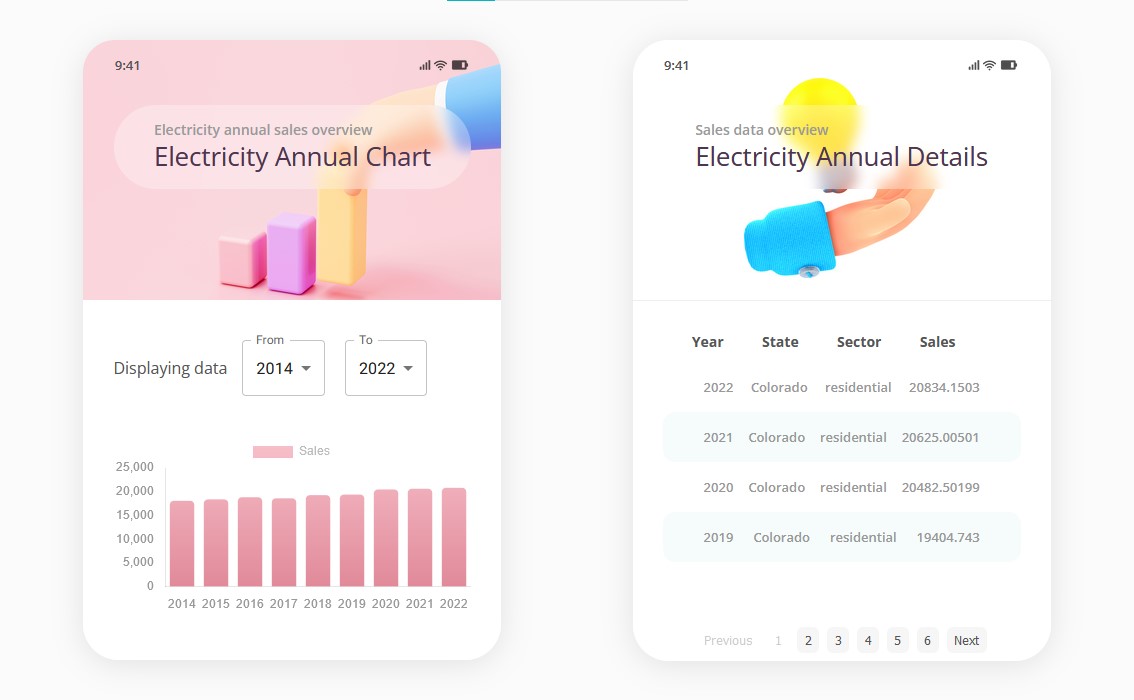 9:41
Electricity annual sales overview
Electricity Annual Chart
From
To
Displaying data
2014
2022
Sales
25,000
20,000
15,000
10,000
5,000
0
2014 2015 2016 2017 2018 2019 2020 2021 2022
9:41
Sales data overview
Electricity Annual Details
Year State Sector Sales
2022 Colorado residential 20834.1503
2021 Colorado residential 20625.00501
2020 Colorado residential 20482.50199
2019 Colorado residential 19404.743
Previous 1 2 3 4 5 6 Next